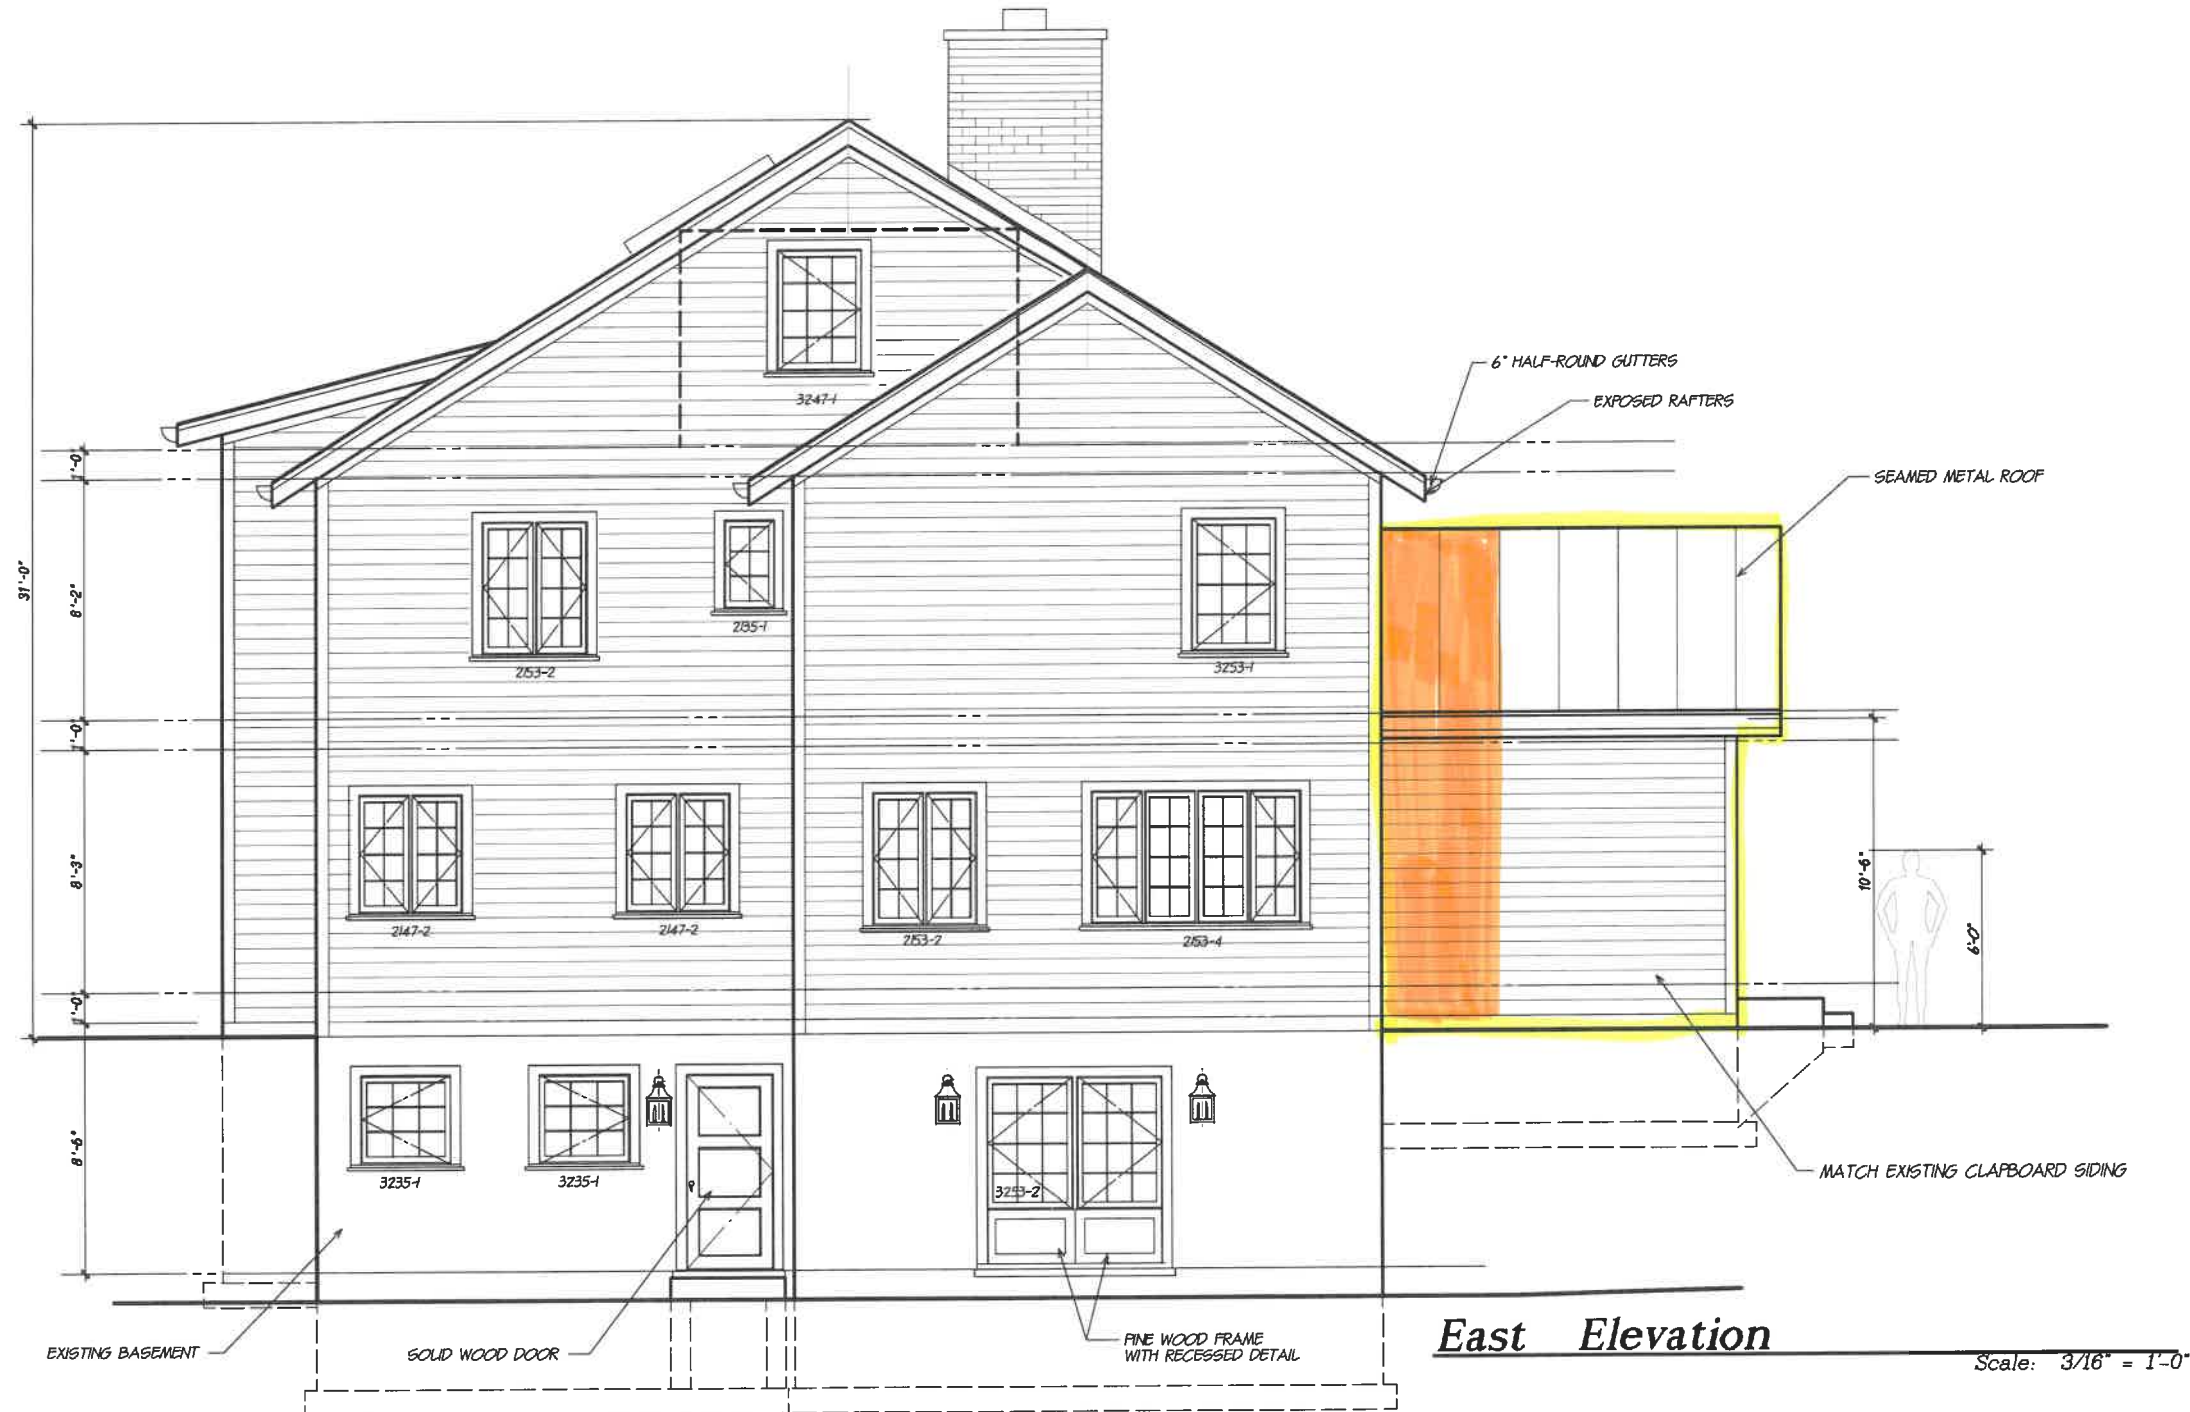 6" HALF-ROUND GUTTERS
EXPOSED RAFTERS
SEAMED METAL ROOF
3247-1
1'-0"
31'-0"
8'-2"
2153-2
2135-1
3253-1
1'-0"
8'-3"
2147-2
2147-2
2153-2
2153-4
10'-6"
6'-0"
1'-0"
8'-6"
3235-1
3235-1
3253-2
MATCH EXISTING CLAPBOARD SIDING
EXISTING BASEMENT
SOLID WOOD DOOR
PINE WOOD FRAME
WITH RECESSED DETAIL
East Elevation
Scale: 3/16" = 1'-0"